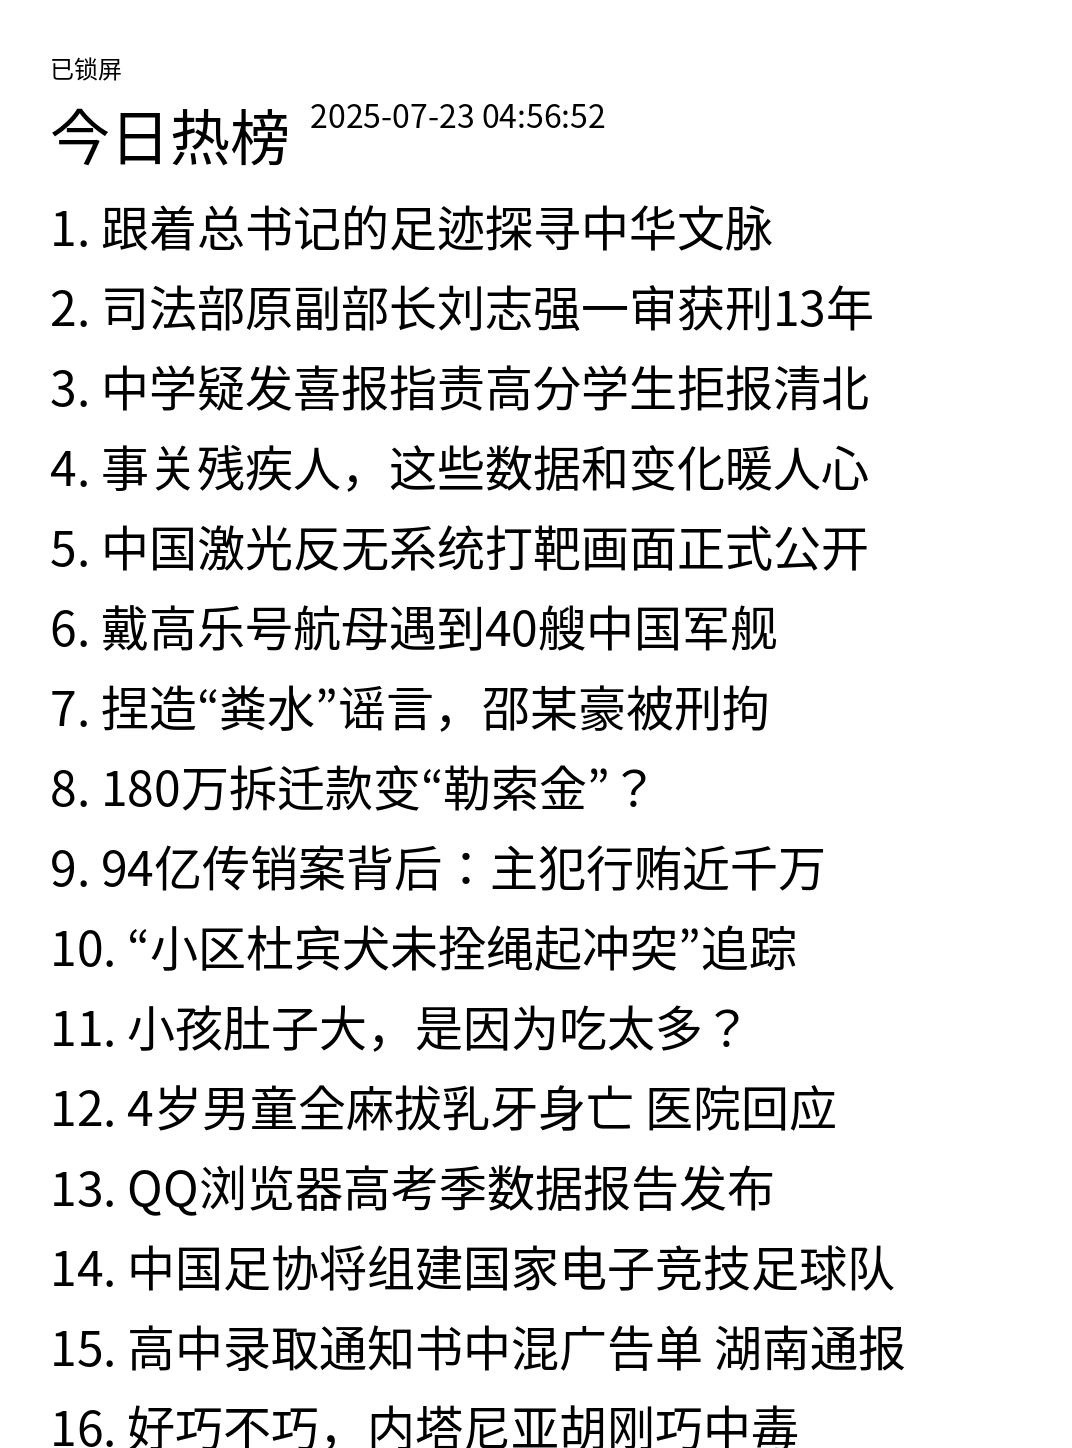 已锁屏
今日热榜 2025-07-23 04:56:52
1. 跟着总书记的足迹探寻中华文脉
2. 司法部原副部长刘志强一审获刑13年
3. 中学疑发喜报指责高分学生拒报清北
4. 事关残疾人，这些数据和变化暖人心
5. 中国激光反无系统打靶画面正式公开
6. 戴高乐号航母遇到40艘中国军舰
7. 捏造“粪水”谣言，邵某豪被刑拘
8. 180万拆迁款变“勒索金”？
9. 94亿传销案背后：主犯行贿近千万
10. “小区杜宾犬未拴绳起冲突”追踪
11. 小孩肚子大，是因为吃太多？
12. 4岁男童全麻拔乳牙身亡 医院回应
13. QQ浏览器高考季数据报告发布
14. 中国足协将组建国家电子竞技足球队
15. 高中录取通知书中混广告单 湖南通报
16. 好巧不巧，内塔尼亚胡刚巧中毒